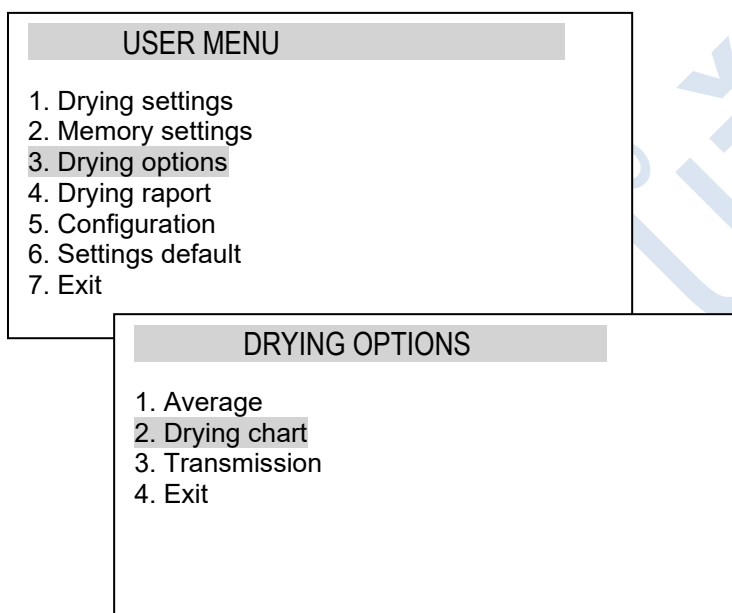 USER MENU
1. Drying settings
2. Memory settings
3. Drying options
4. Drying raport
5. Configuration
6. Settings default
7. Exit
DRYING OPTIONS
1. Average
2. Drying chart
3. Transmission
4. Exit